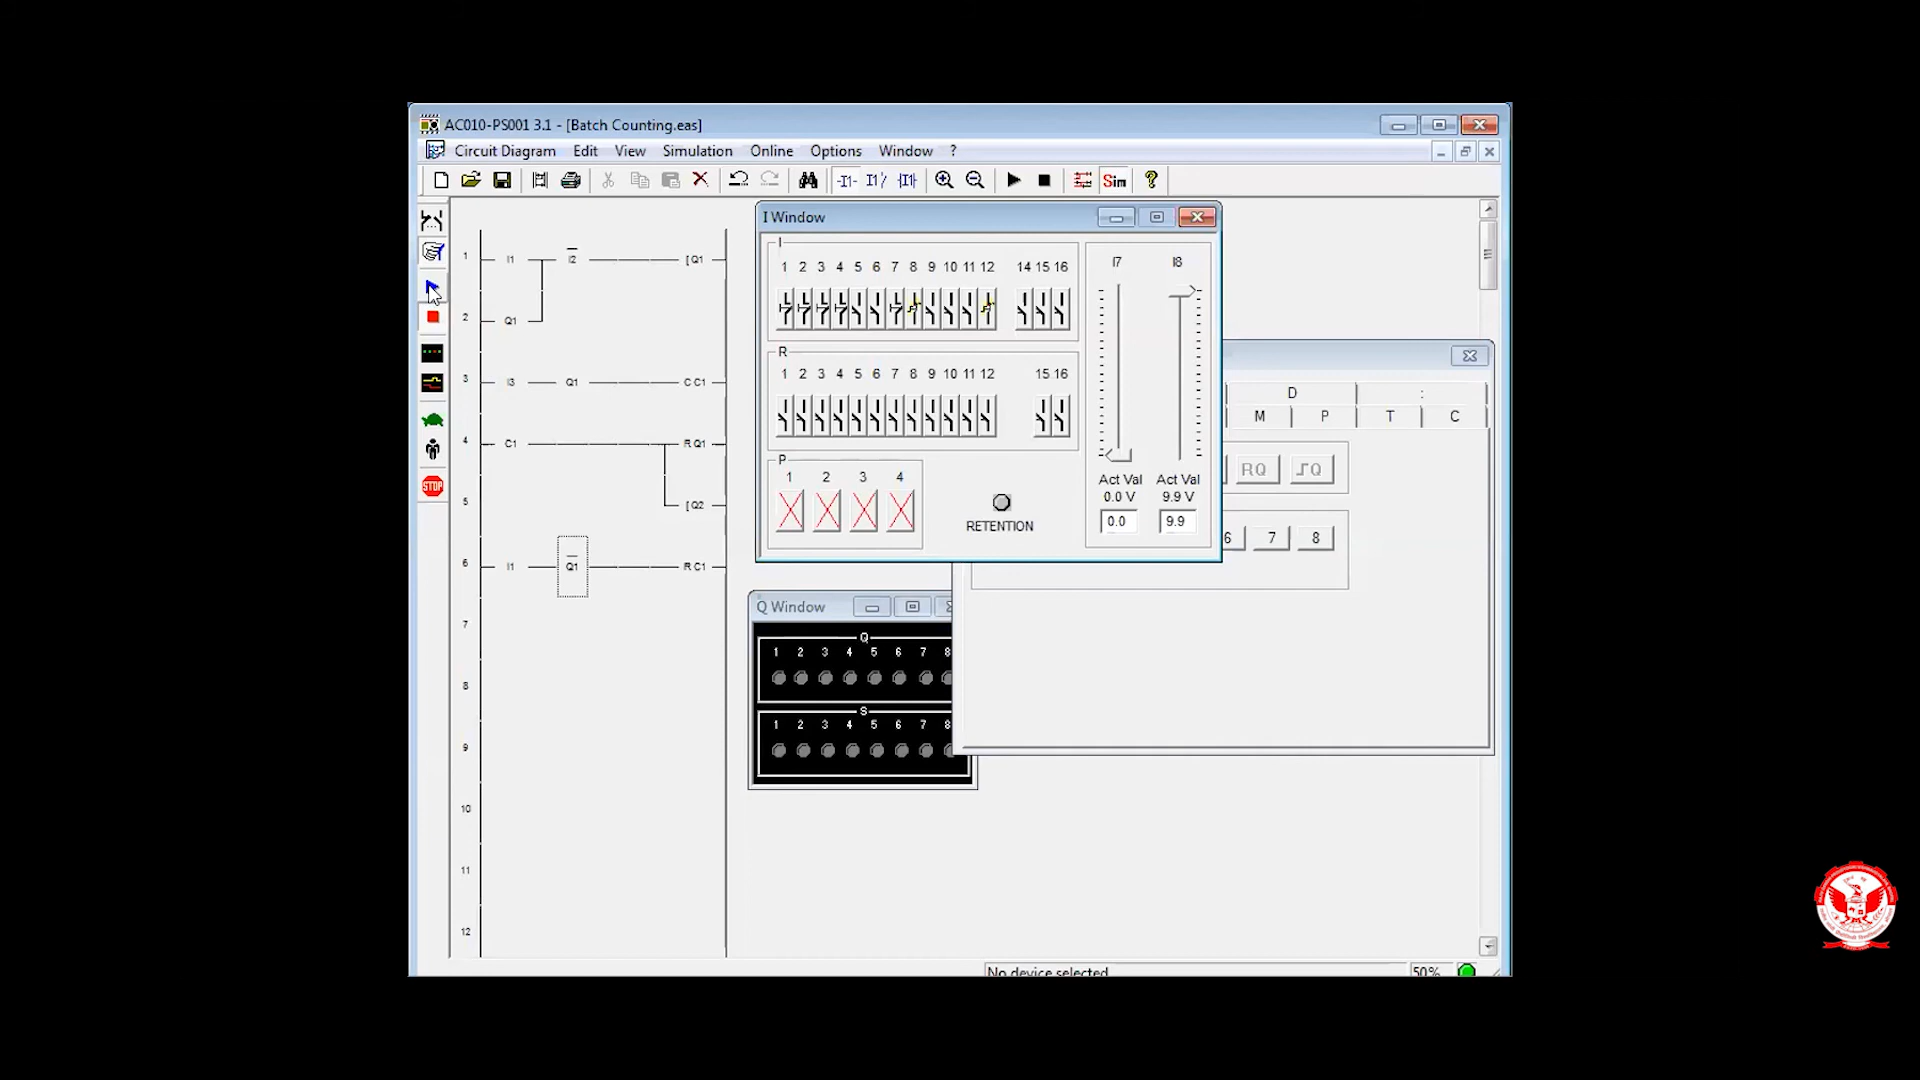 AC010-PS001 3.1 - [Batch Counting.eas]
Circuit Diagram Edit View Simulation Online Options Window ?
-I1- I1/ {I1} Sim ?
STOP
1 I1 I2 [ Q1
2 Q1
3 I3 Q1 C C1
4 C1 R Q1
5 [ Q2
6 I1 Q1 R C1
7
8
9
10
11
12
I Window
I
1 2 3 4 5 6 7 8 9 10 11 12 14 15 16
R
1 2 3 4 5 6 7 8 9 10 11 12 15 16
P
1 2 3 4
RETENTION
I7 I8
Act Val Act Val
0.0 V 9.9 V
0.0 9.9
D :
M P T C
RQ ⎍Q
6 7 8
Q Window
Q
1 2 3 4 5 6 7 8
S
1 2 3 4 5 6 7 8
No device selected 50%